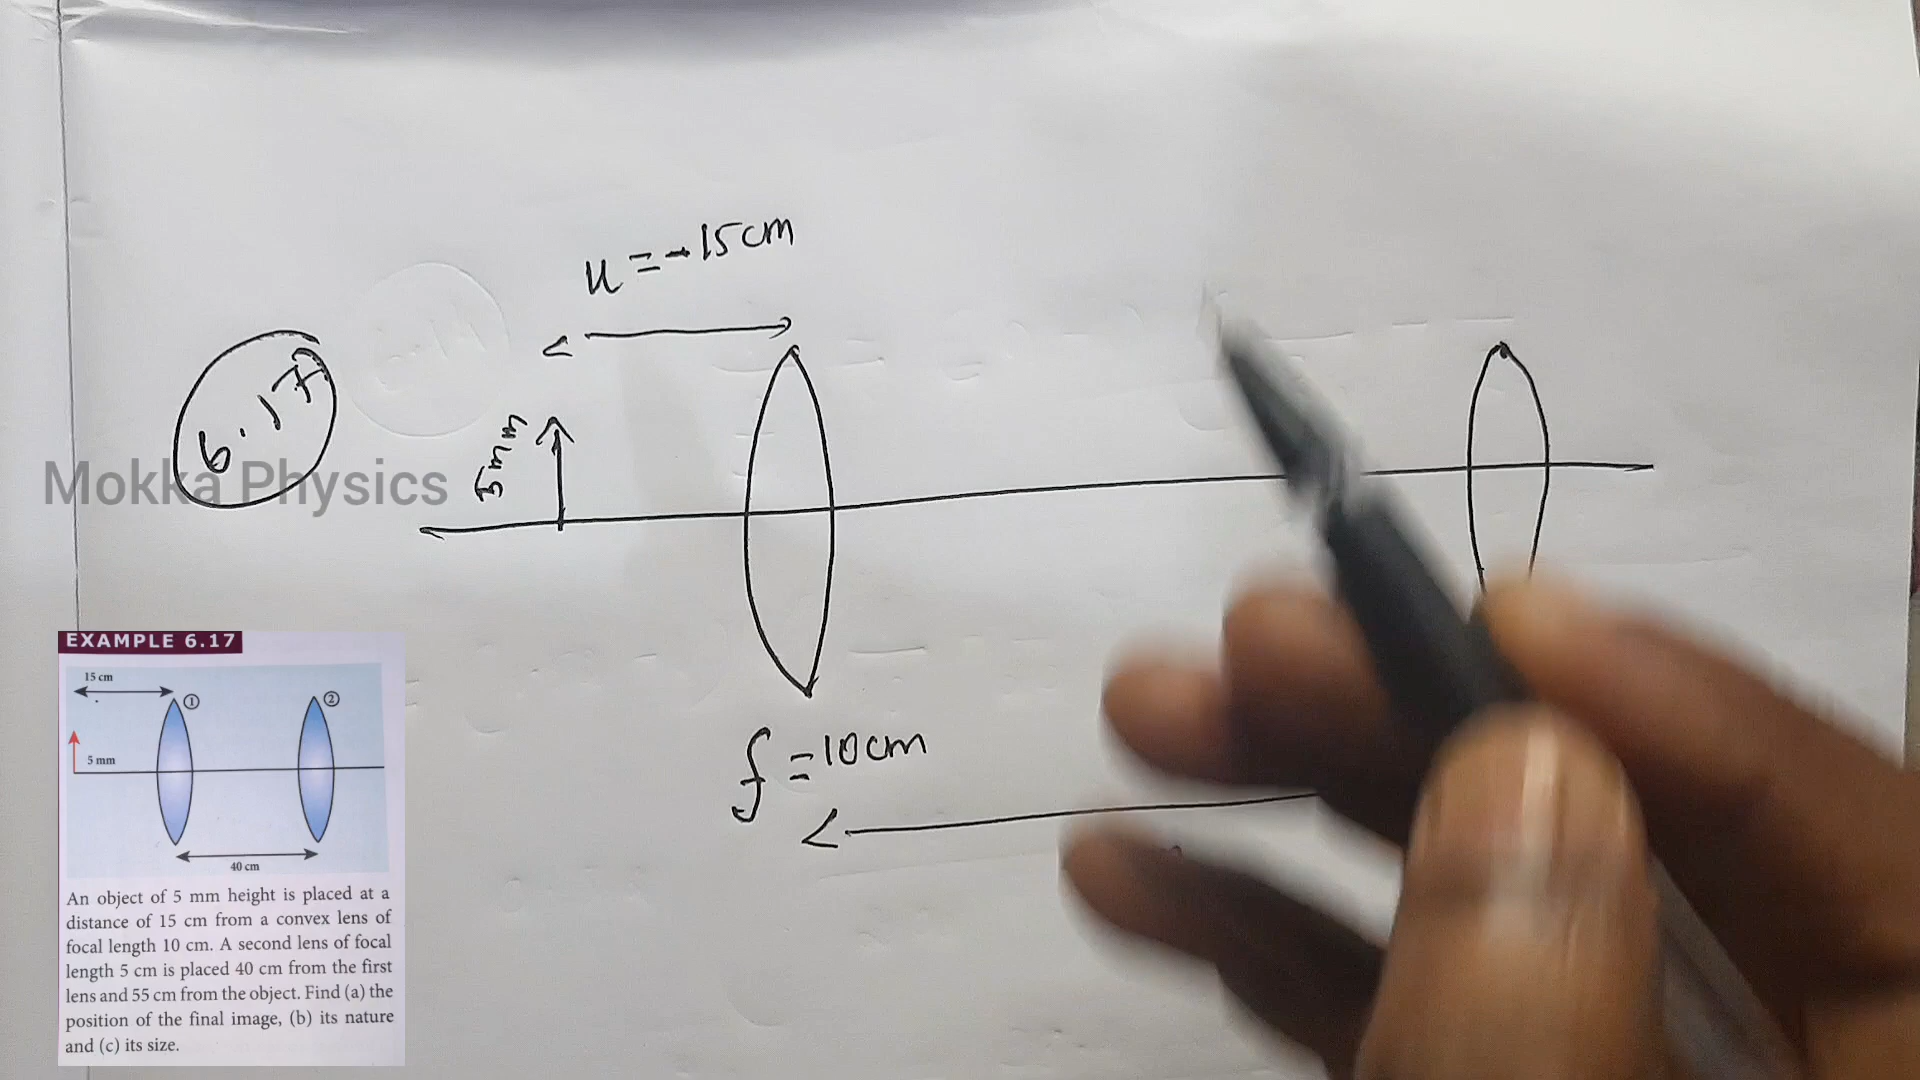 u = -15cm
6.17
5mm
Mokka Physics
f = 10cm
EXAMPLE 6.17
15 cm
1
2
5 mm
40 cm
An object of 5 mm height is placed at a
distance of 15 cm from a convex lens of
focal length 10 cm. A second lens of focal
length 5 cm is placed 40 cm from the first
lens and 55 cm from the object. Find (a) the
position of the final image, (b) its nature
and (c) its size.